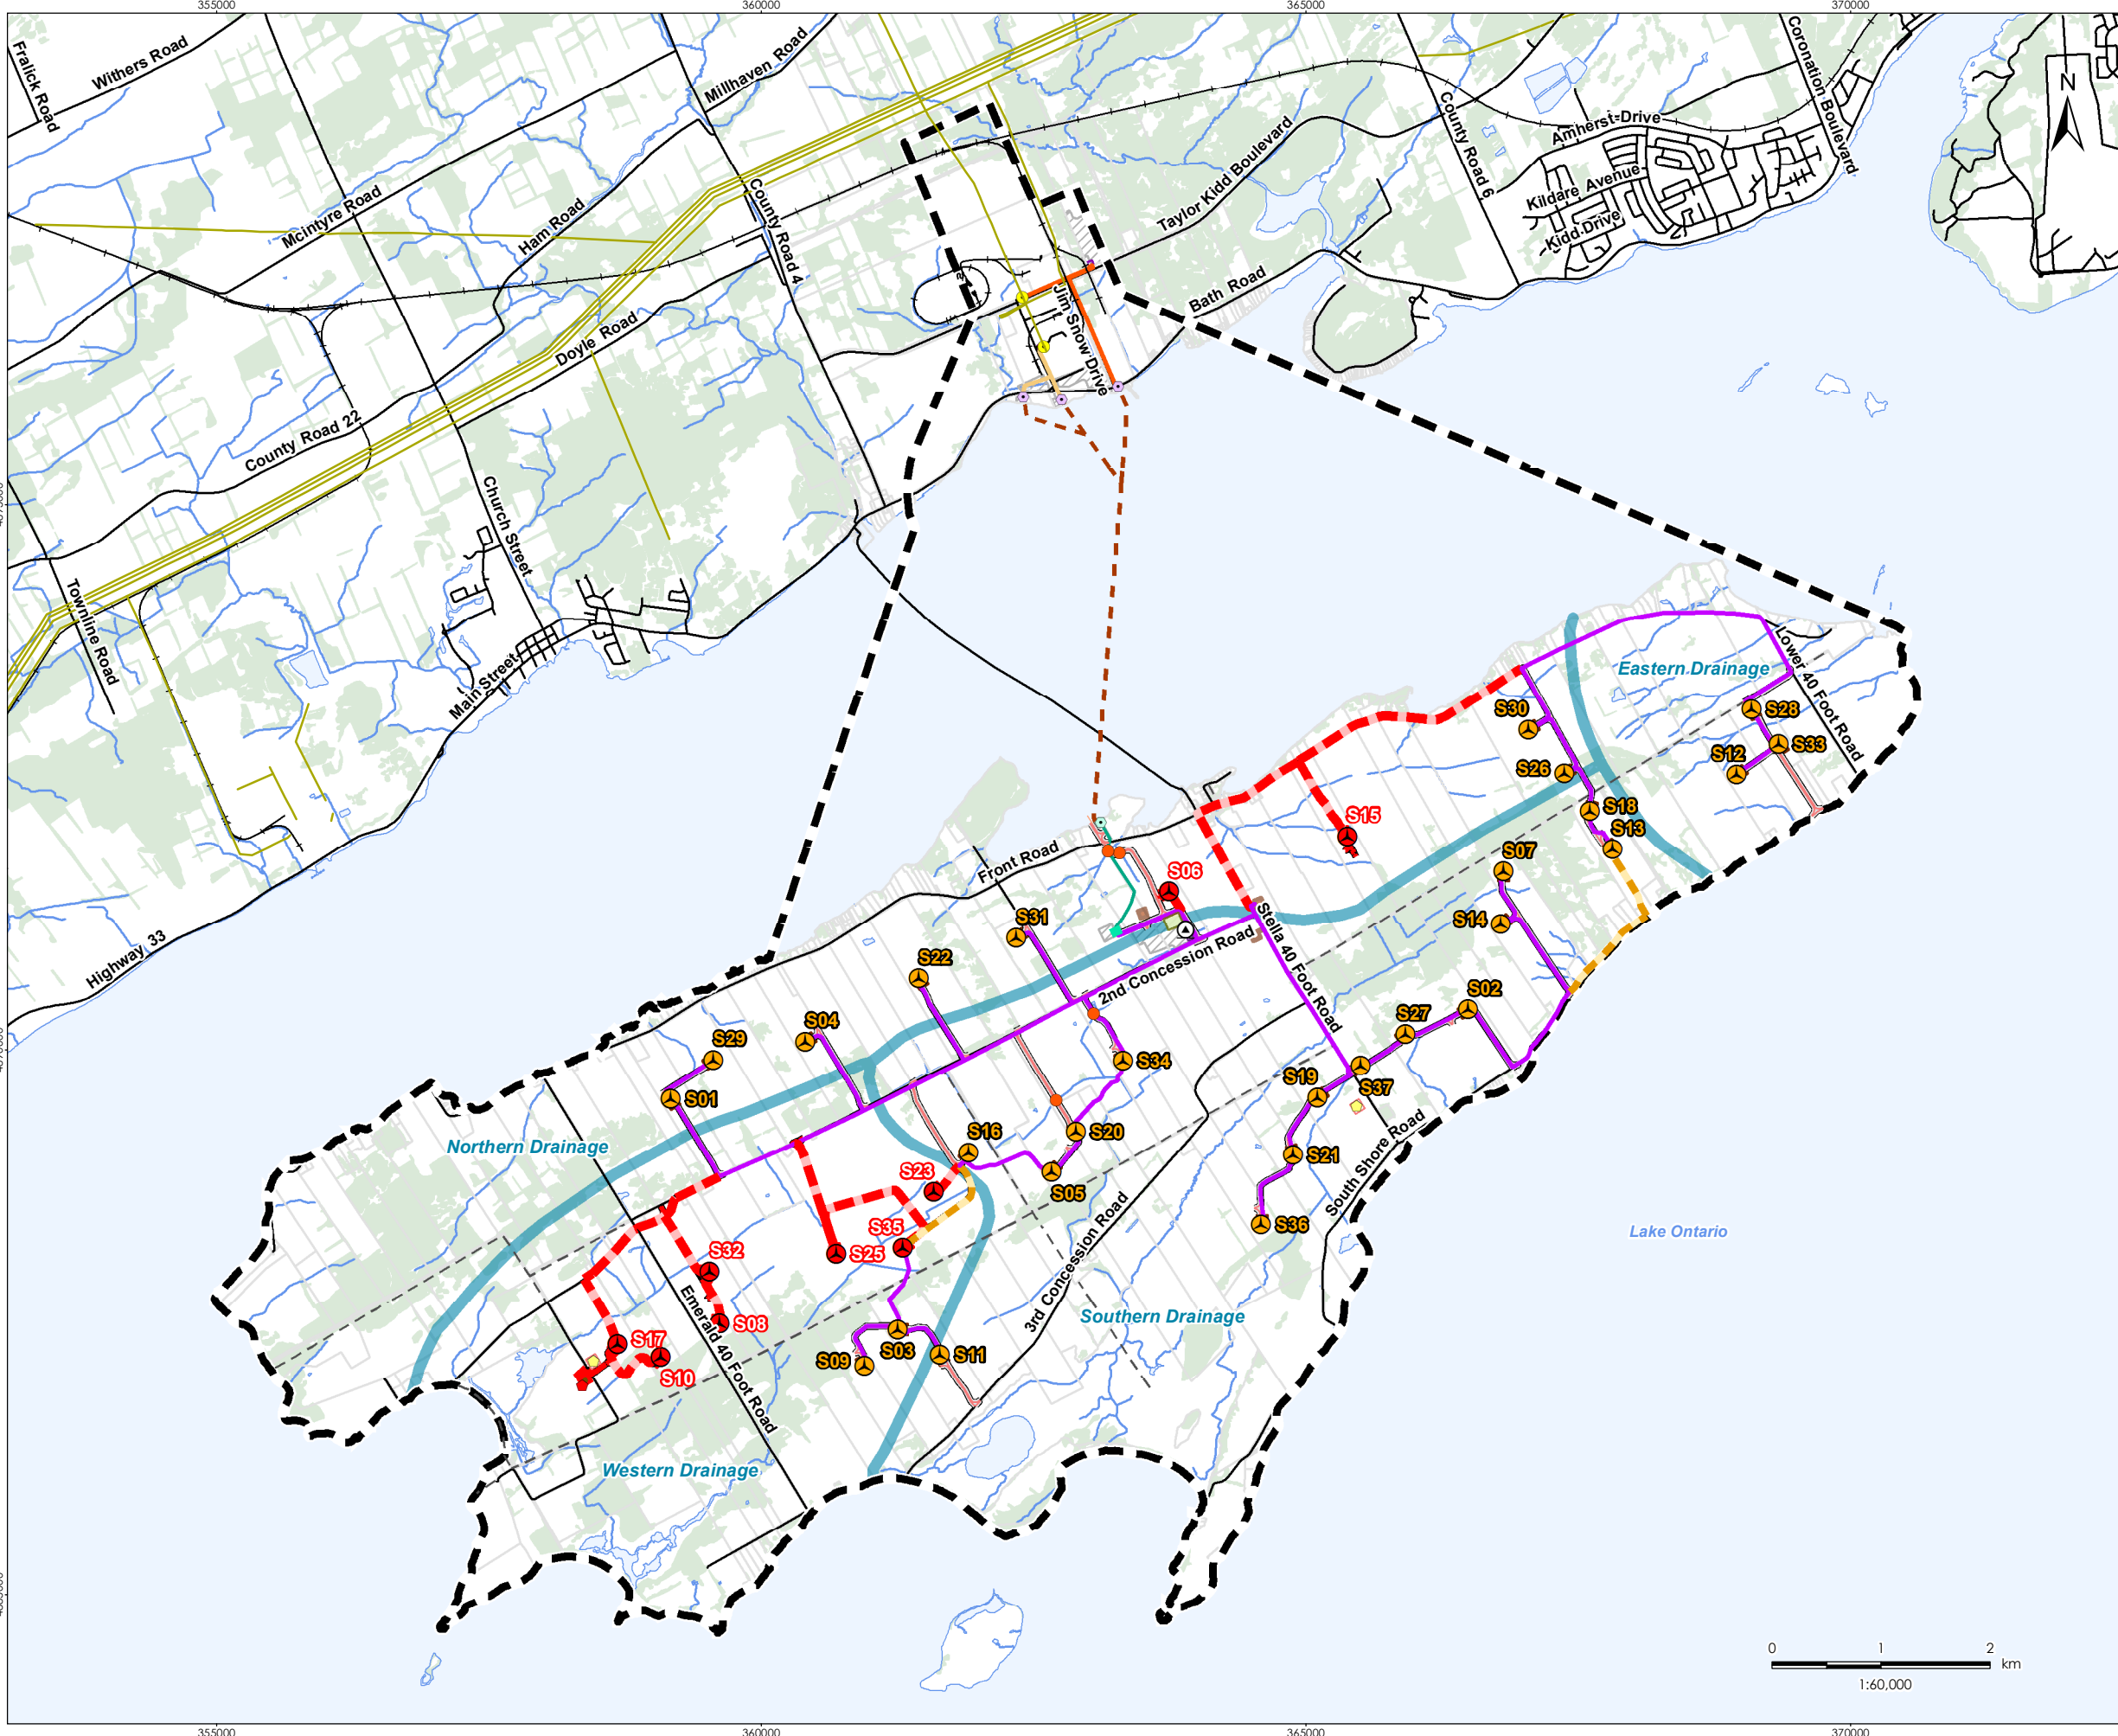 355000
360000
365000
370000
Fralick Road
Withers Road
Millhaven Road
Coronation Boulevard
N
County Road 6
Amherst Drive
Taylor Kidd Boulevard
Kildare Avenue
Kidd Drive
Mcintyre Road
Ham Road
County Road 4
Bath Road
Jim Snow Drive
Doyle Road
County Road 22
Church Street
Townline Road
Main Street
Highway 33
Lower 40 Foot Road
Eastern Drainage
S30
S28
S33
S12
S26
S18
S13
S15
S07
S14
Front Road
S06
S31
S22
Stella 40 Foot Road
2nd Concession Road
S02
S27
S04
S29
S34
S37
S19
S01
Northern Drainage
S16
S20
S21
South Shore Road
S23
S05
S36
Lake Ontario
S35
S25
S32
3rd Concession Road
Southern Drainage
Emerald 40 Foot Road
S08
S17
S10
S03
S09
S11
Western Drainage
0 1 2
km
1:60,000
355000
360000
365000
370000